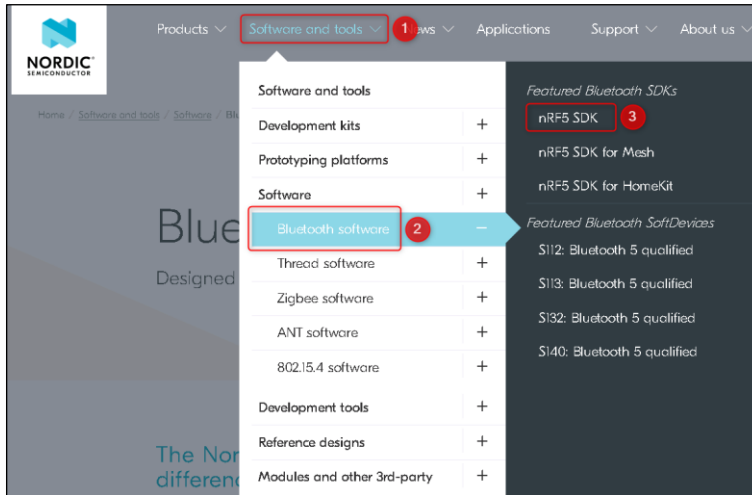 Products
Software and tools
1
ws
Applications
Support
About us
NORDIC
SEMICONDUCTOR
Home / Software and tools / Software / Blu
Software and tools
Development kits +
Prototyping platforms +
Software +
Bluetooth software 2 −
Thread software +
Zigbee software +
ANT software +
802.15.4 software +
Development tools +
Reference designs +
Modules and other 3rd-party +
Featured Bluetooth SDKs
nRF5 SDK 3
nRF5 SDK for Mesh
nRF5 SDK for HomeKit
Featured Bluetooth SoftDevices
S112: Bluetooth 5 qualified
S113: Bluetooth 5 qualified
S132: Bluetooth 5 qualified
S140: Bluetooth 5 qualified
Blue
Designed
The Nor
differen